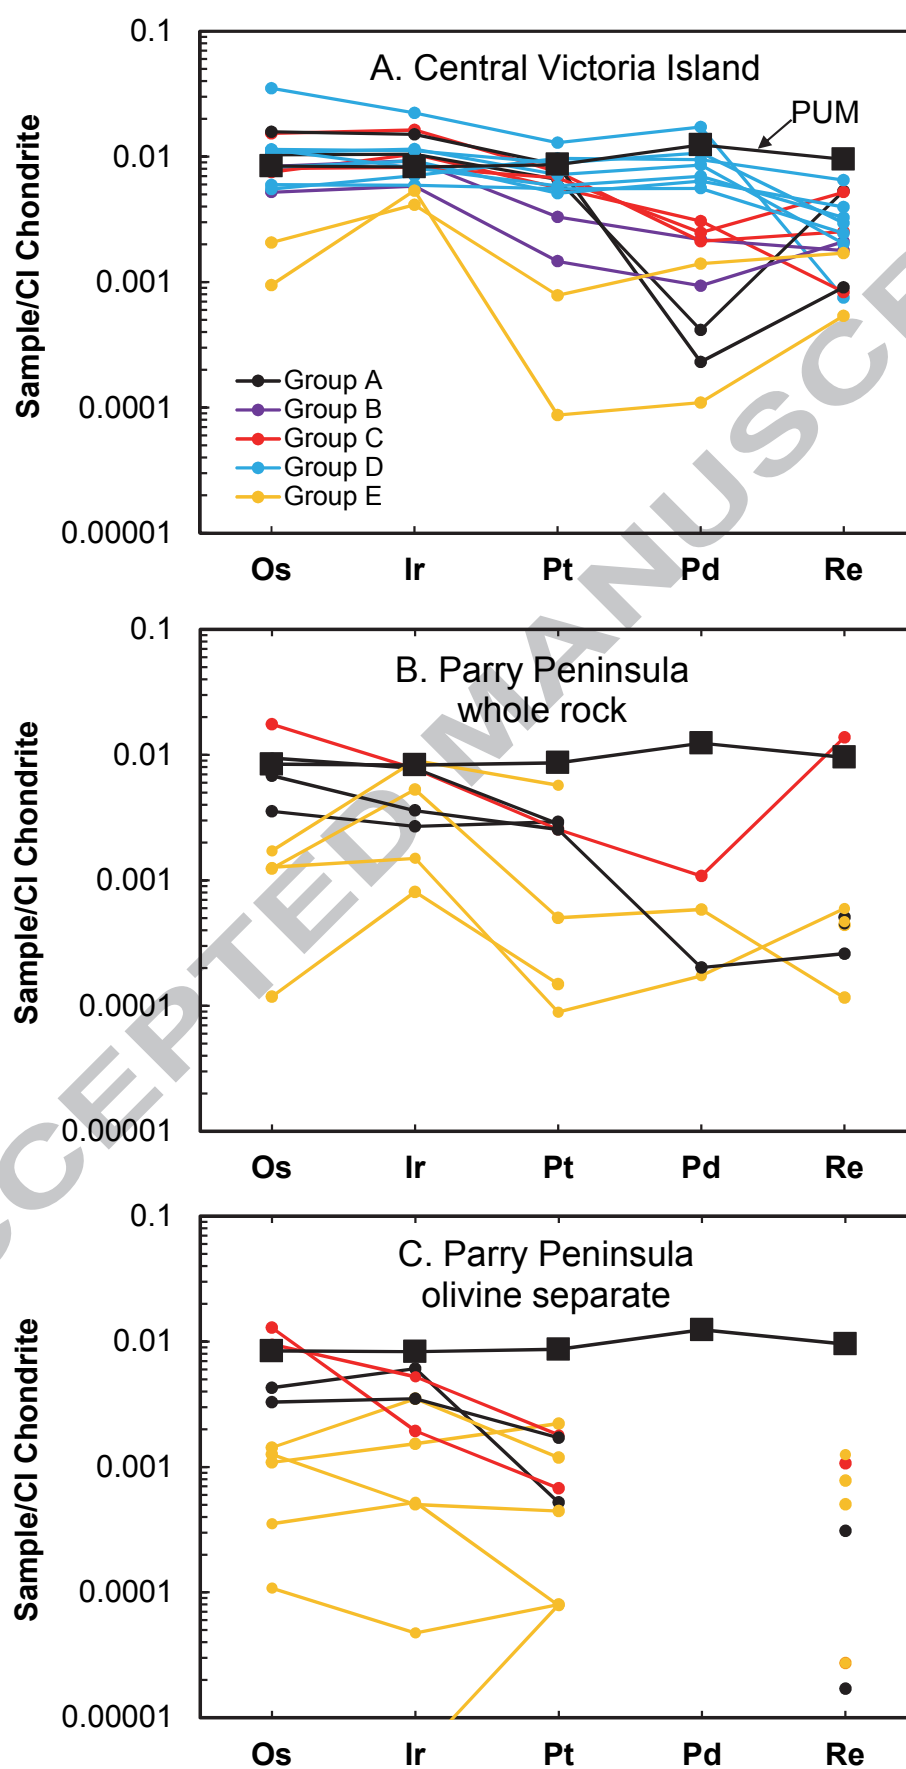 0.1
A. Central Victoria Island
PUM
0.01
0.001
0.0001
0.00001
Sample/CI Chondrite
Group A
Group B
Group C
Group D
Group E
Os Ir Pt Pd Re
0.1
B. Parry Peninsula
whole rock
0.01
0.001
0.0001
0.00001
Sample/CI Chondrite
Os Ir Pt Pd Re
0.1
C. Parry Peninsula
olivine separate
0.01
0.001
0.0001
0.00001
Sample/CI Chondrite
Os Ir Pt Pd Re
CCEPTED MANUSCR